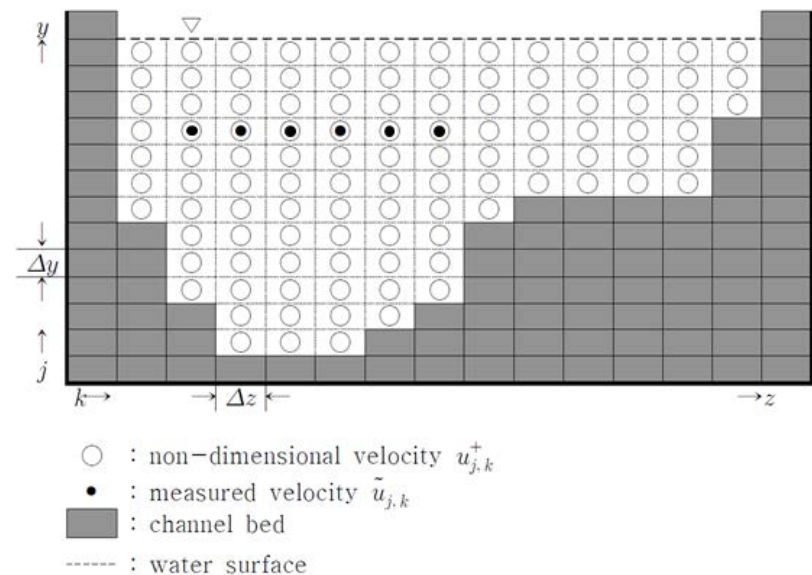 y
Δy
j
k
Δz
z
: non-dimensional velocity u⁺ⱼ,ₖ
: measured velocity ũⱼ,ₖ
: channel bed
: water surface